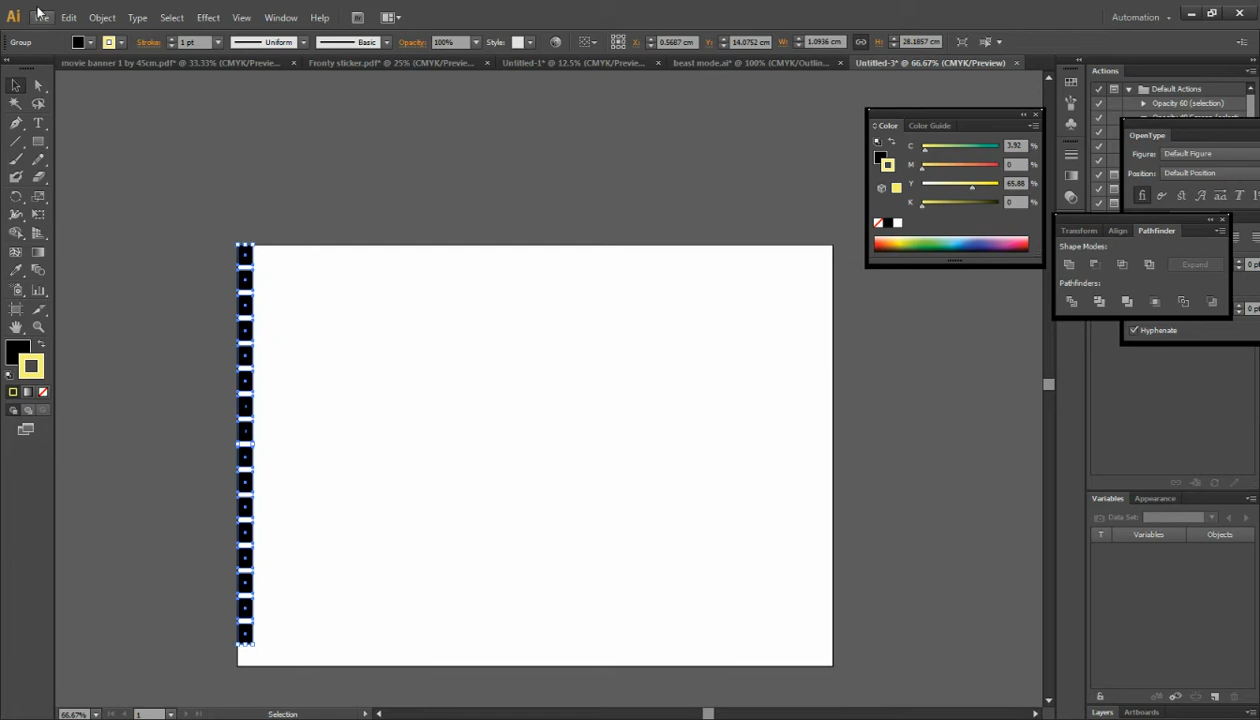 Ai File Edit Object Type Select Effect View Window Help Br Automation
Group Stroke: 1 pt Uniform Basic Opacity: 100% Style: X: 0.5687 cm Y: 14.0752 cm W: 1.0936 cm H: 28.1857 cm
movie banner 1 by 45cm.pdf* @ 33.33% (CMYK/Previe... Fronty sticker.pdf* @ 25% (CMYK/Previe... Untitled-1* @ 12.5% (CMYK/Previe... beast mode.ai* @ 100% (CMYK/Outlin... Untitled-3* @ 66.67% (CMYK/Preview)
Actions
Default Actions
Opacity 60 (selection)
Color Color Guide
C 3.92 %
M 0 %
Y 65.88 %
K 0 %
OpenType
Figure: Default Figure
Position: Default Position
Transform Align Pathfinder
Shape Modes:
Expand
Pathfinders:
0 pt
0 pt
Hyphenate
Variables Appearance
Data Set:
T Variables Objects
Layers Artboards
66.67% 1 Selection